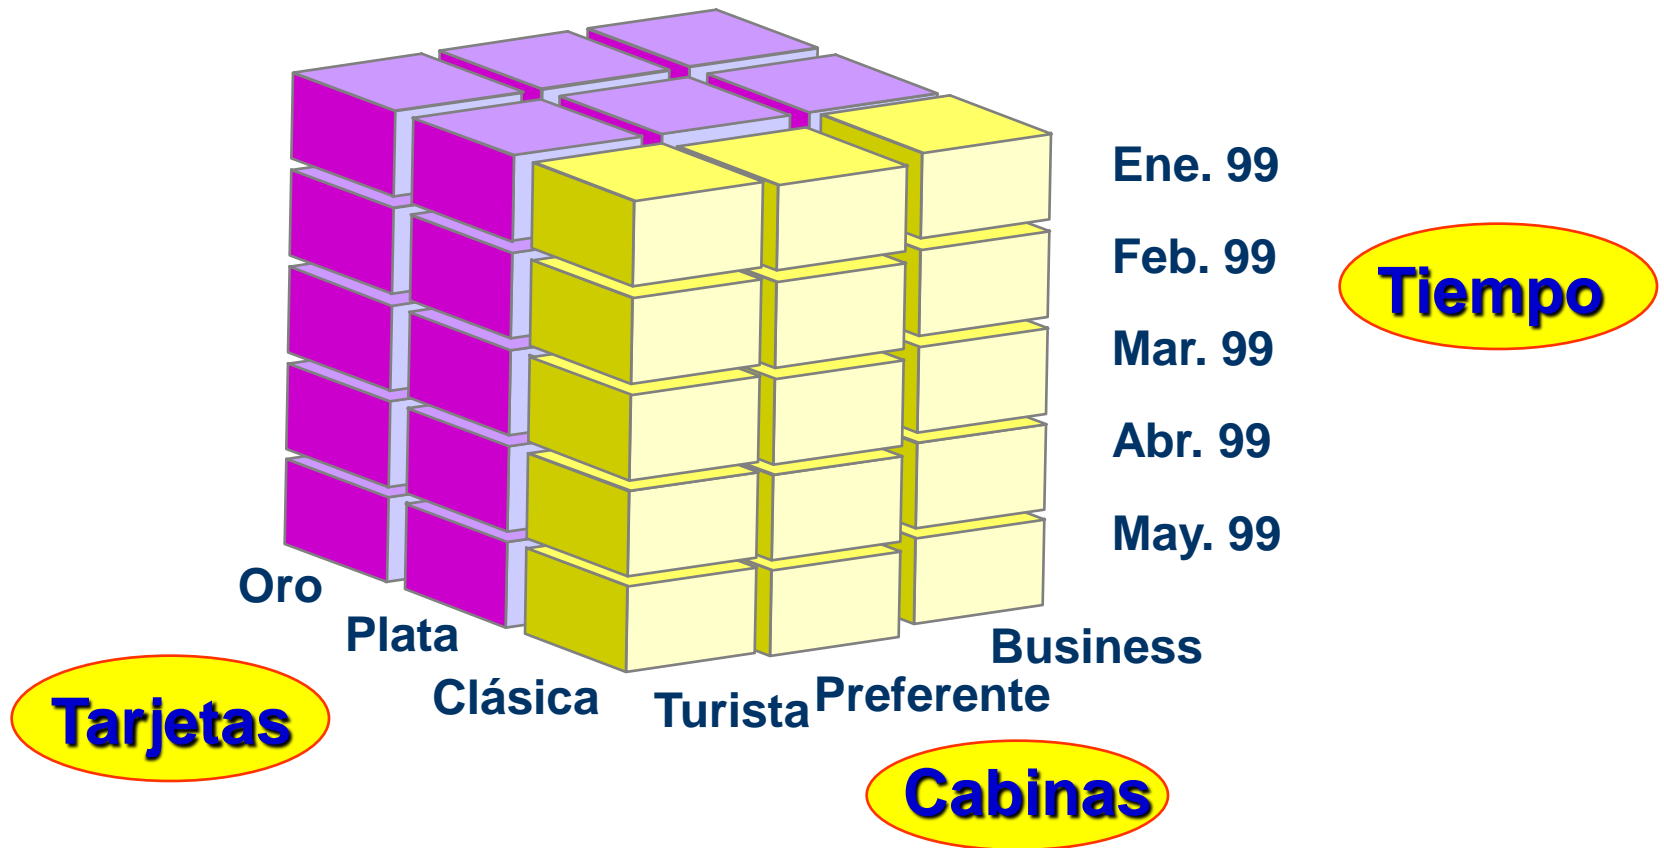 Ene. 99
Feb. 99
Tiempo
Mar. 99
Abr. 99
May. 99
Oro
Plata
Business
Clásica
Turista
Preferente
Tarjetas
Cabinas